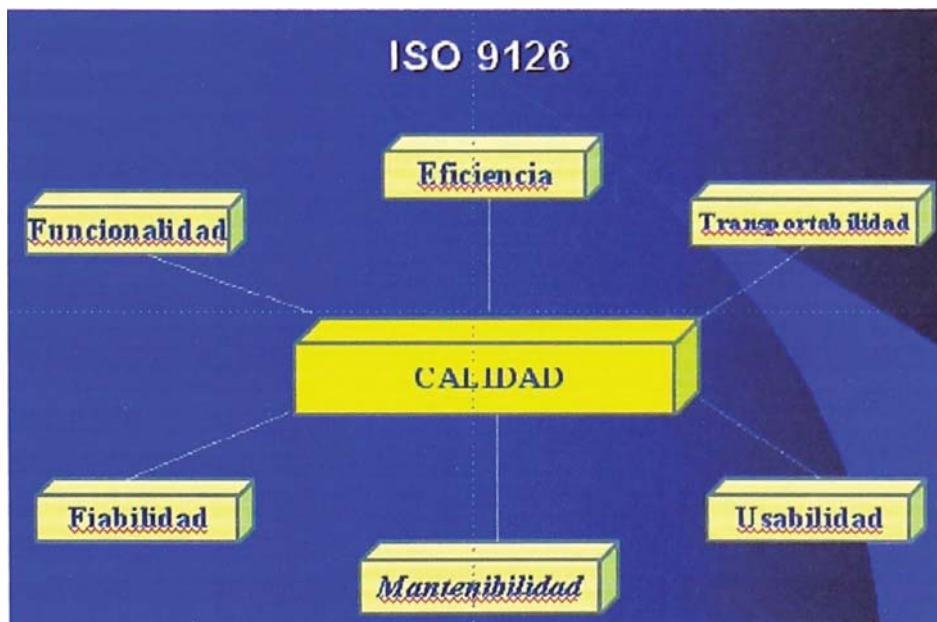 ISO 9126
Eficiencia
Funcionalidad
Transportabilidad
CALIDAD
Fiabilidad
Usabilidad
Mantenibilidad